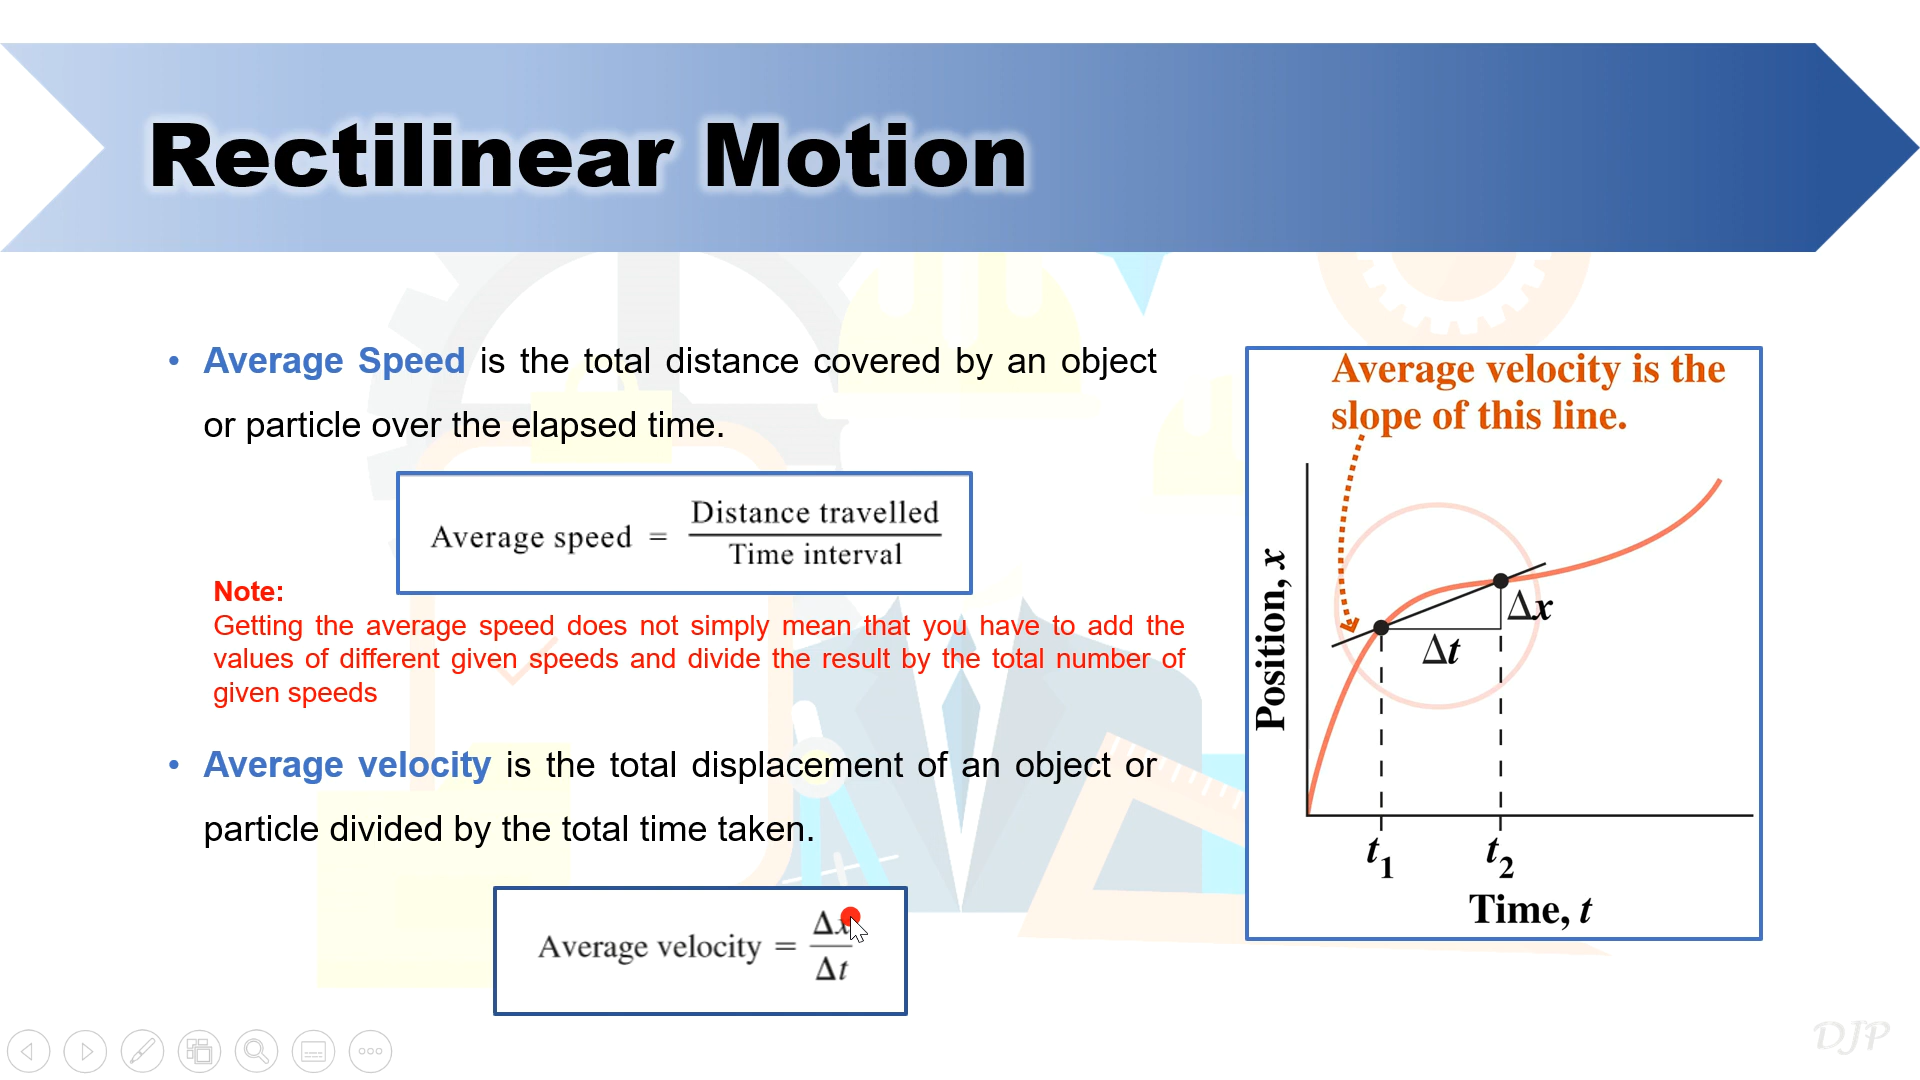 Rectilinear Motion
• Average Speed is the total distance covered by an object
or particle over the elapsed time.
Average speed = Distance travelled
Time interval
Note:
Getting the average speed does not simply mean that you have to add the
values of different given speeds and divide the result by the total number of
given speeds
• Average velocity is the total displacement of an object or
particle divided by the total time taken.
Average velocity = Δx
Δt
Average velocity is the
slope of this line.
Position, x
Δx
Δt
t1 t2
Time, t
DJP